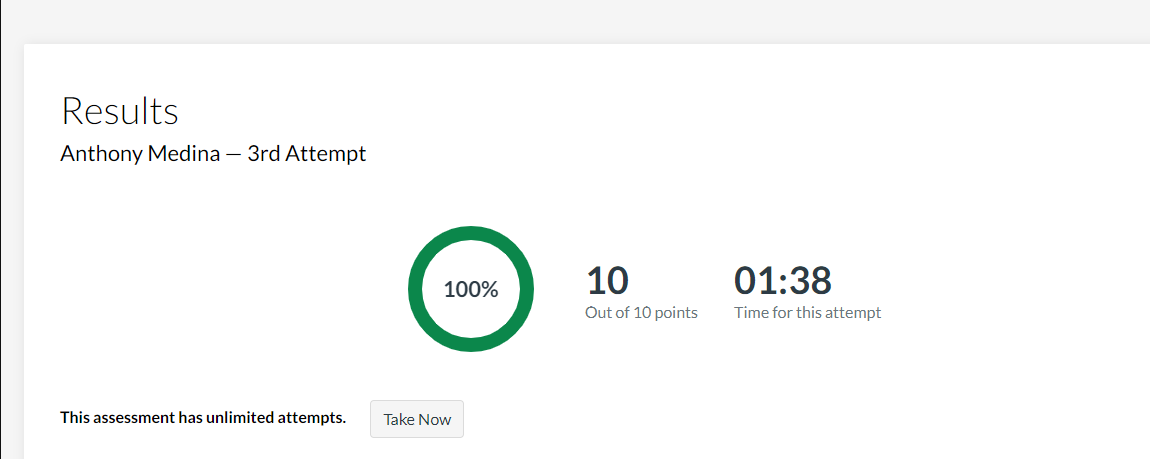 Results
Anthony Medina — 3rd Attempt
100%
10
Out of 10 points
01:38
Time for this attempt
This assessment has unlimited attempts.
Take Now